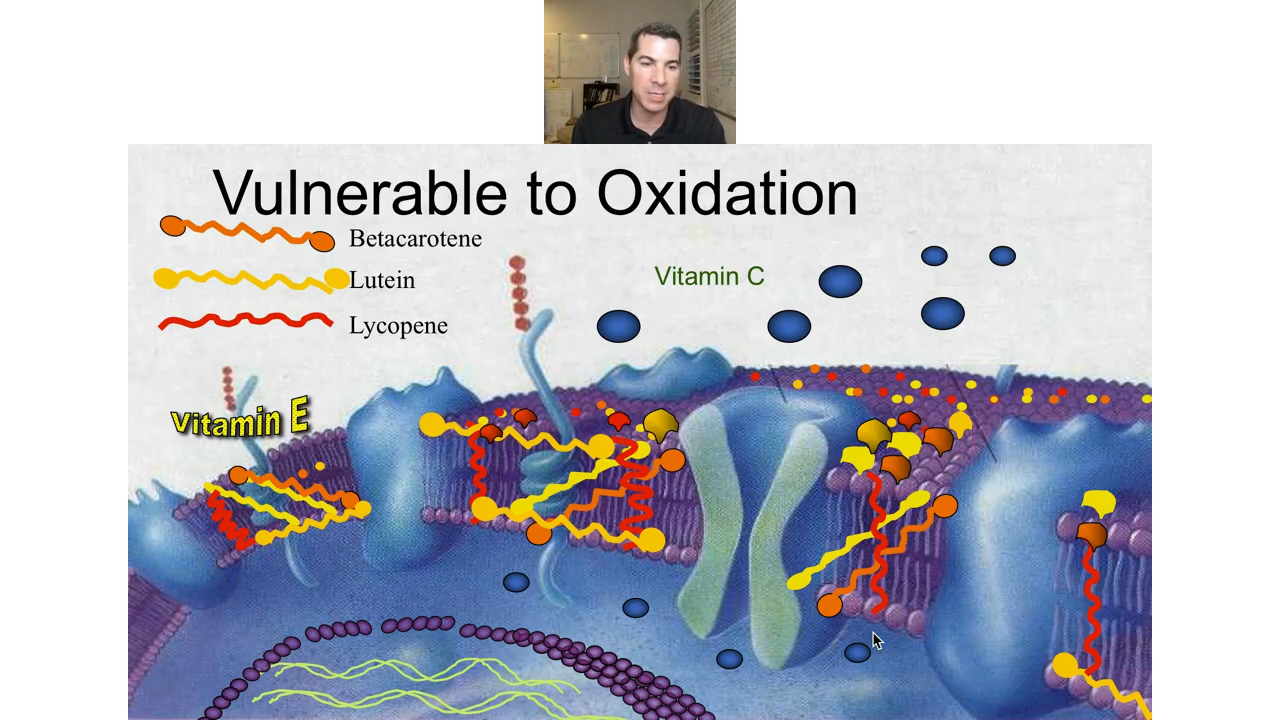 Vulnerable to Oxidation
Betacarotene
Lutein
Lycopene
Vitamin C
Vitamin E